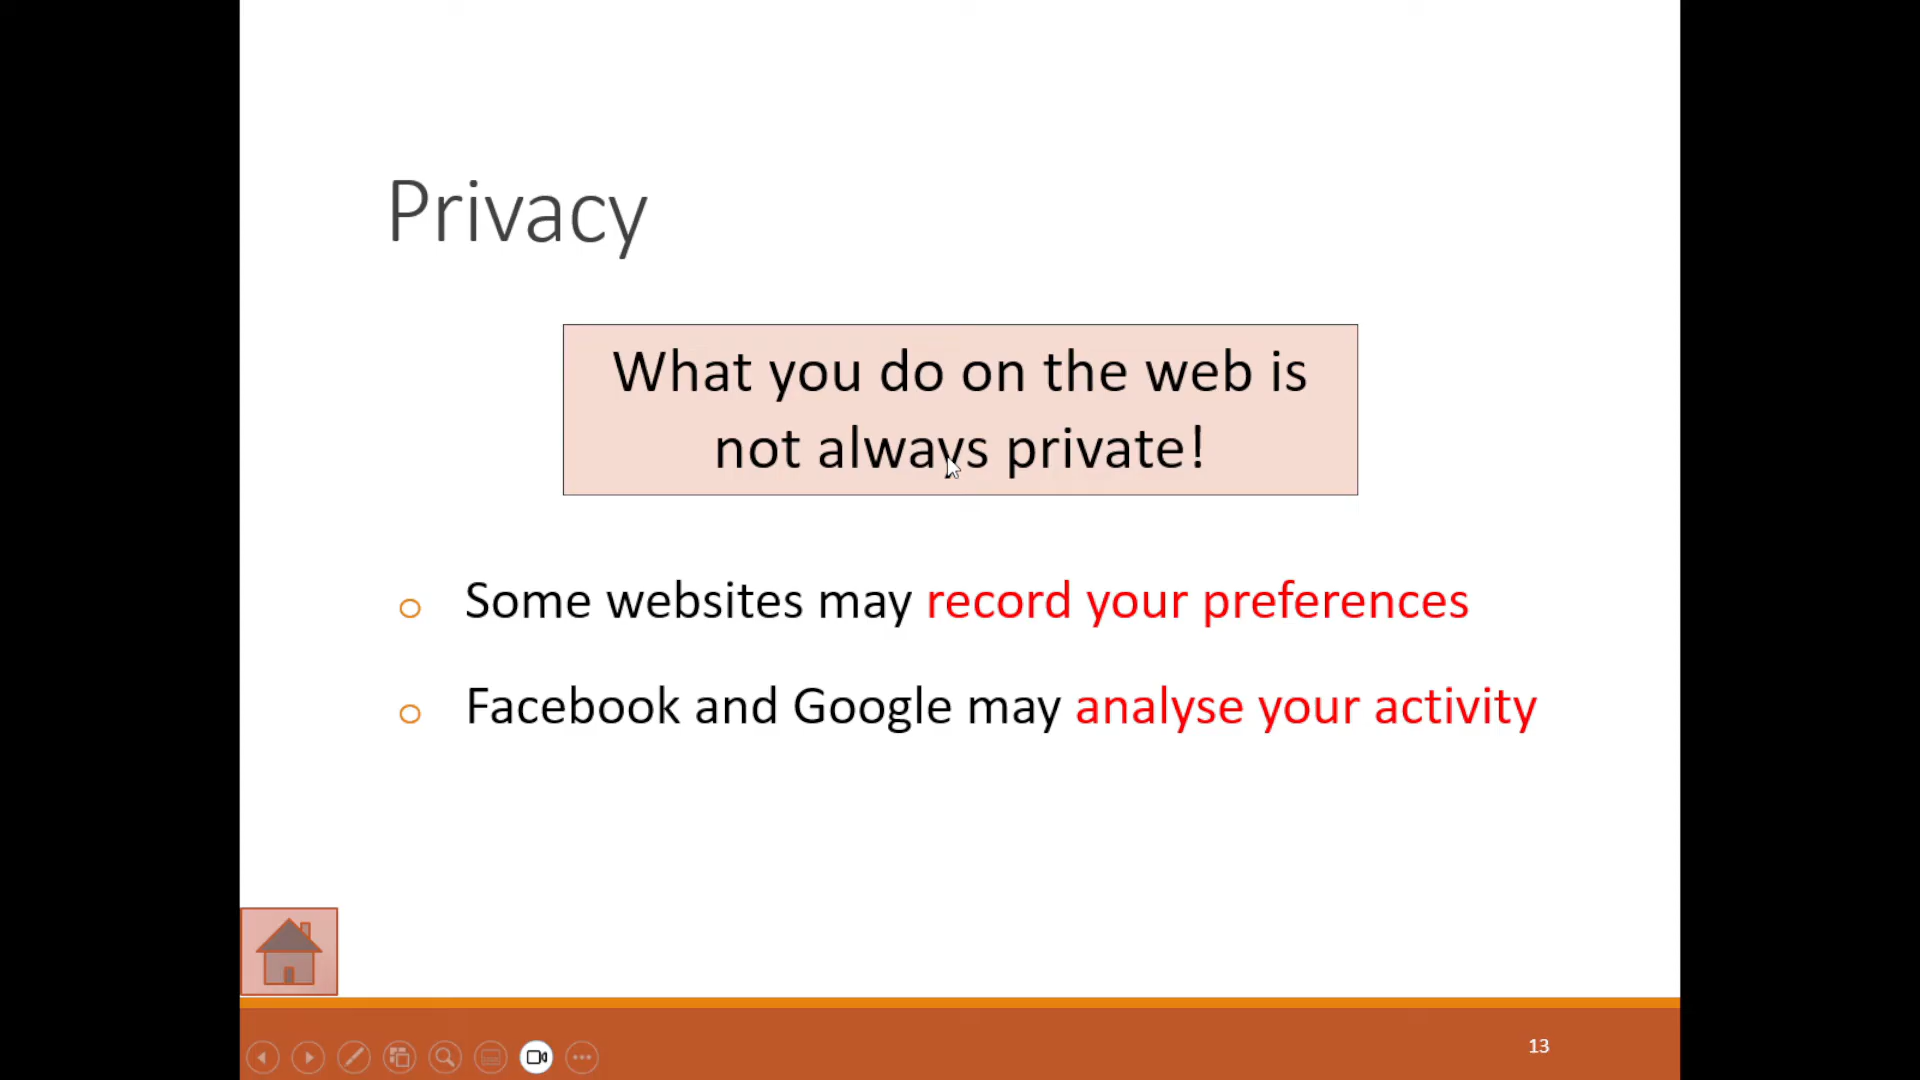 Privacy
What you do on the web is
not always private!
Some websites may record your preferences
Facebook and Google may analyse your activity
13